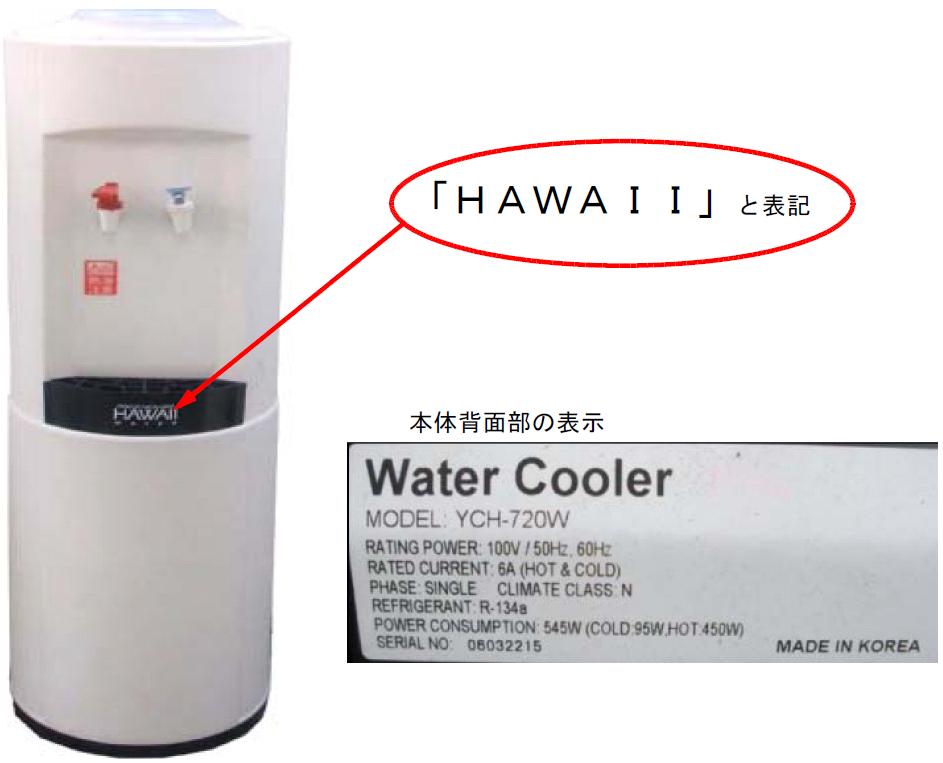 「ＨＡＷＡＩＩ」と表記
HAWAII
WATER
本体背面部の表示
Water Cooler
MODEL: YCH-720W
RATING POWER: 100V / 50Hz, 60Hz
RATED CURRENT: 6A (HOT & COLD)
PHASE: SINGLE CLIMATE CLASS: N
REFRIGERANT: R-134a
POWER CONSUMPTION: 545W (COLD:95W,HOT:450W)
SERIAL NO: 06032215
MADE IN KOREA